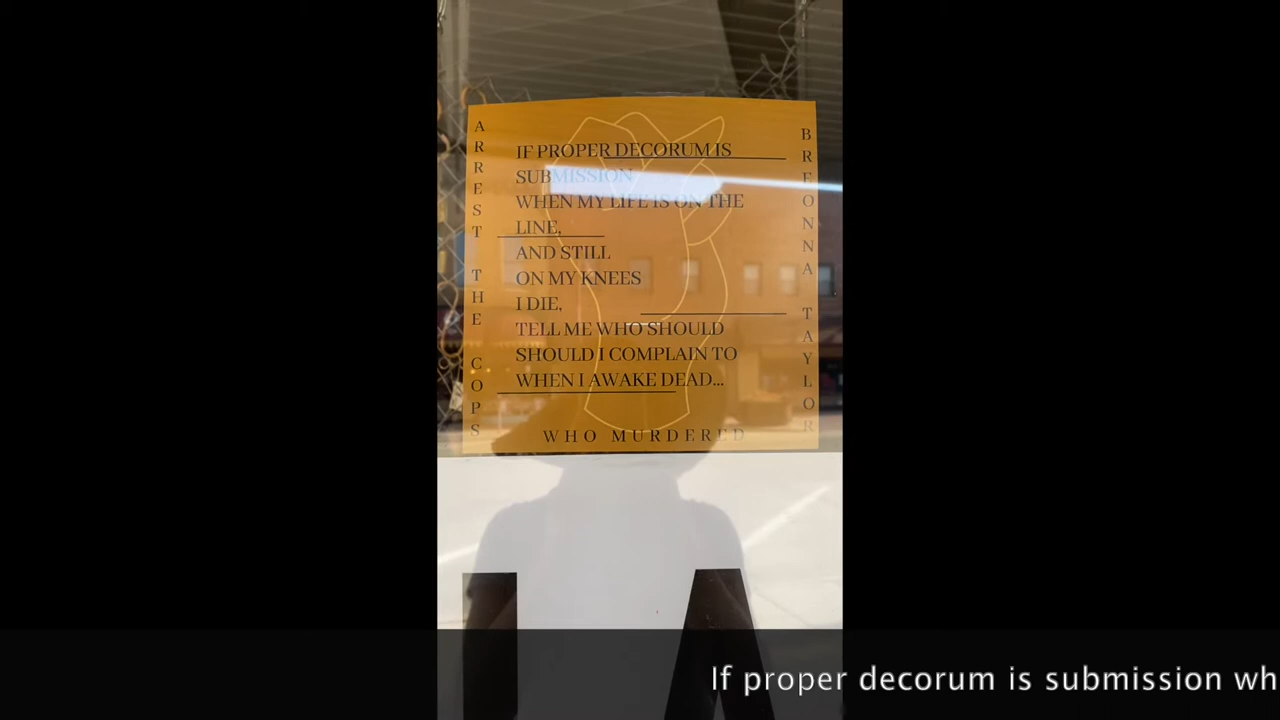 ARREST THE COPS
IF PROPER DECORUM IS
SUBMISSION
WHEN MY LIFE IS ON THE
LINE,
AND STILL
ON MY KNEES
I DIE,
TELL ME WHO SHOULD
SHOULD I COMPLAIN TO
WHEN I AWAKE DEAD...
WHO MURDERED
BREONNA TAYLOR
If proper decorum is submission wh